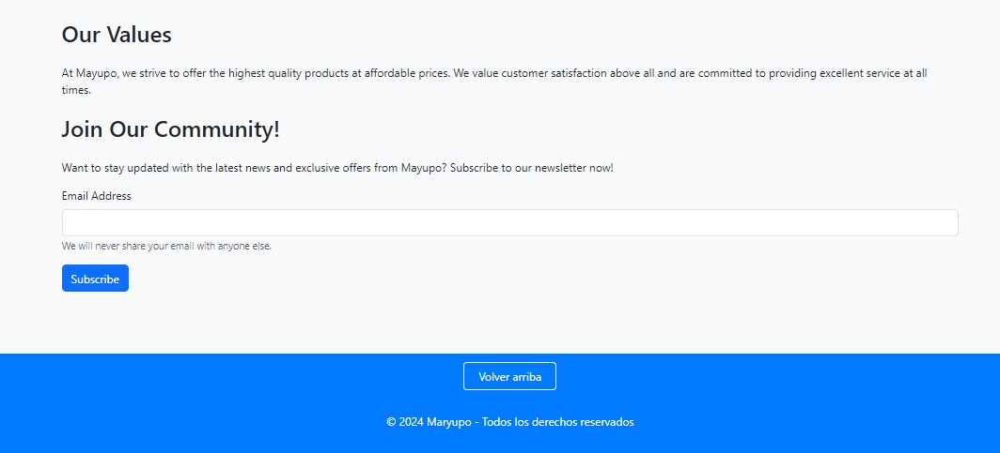 Our Values
At Mayupo, we strive to offer the highest quality products at affordable prices. We value customer satisfaction above all and are committed to providing excellent service at all
times.
Join Our Community!
Want to stay updated with the latest news and exclusive offers from Mayupo? Subscribe to our newsletter now!
Email Address
We will never share your email with anyone else.
Subscribe
Volver arriba
© 2024 Maryupo - Todos los derechos reservados